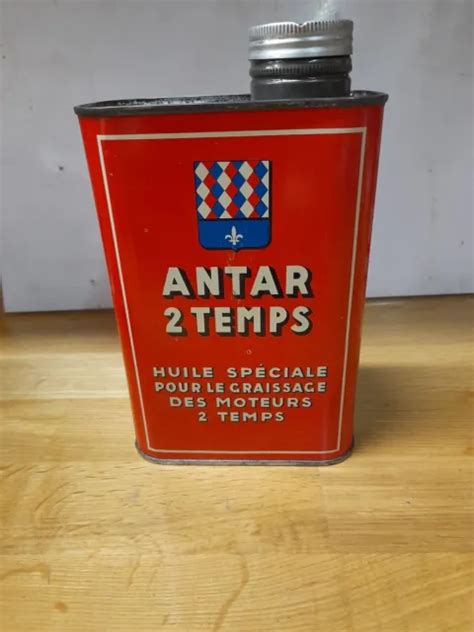 ANTAR
2 TEMPS
HUILE SPÉCIALE
POUR LE GRAISSAGE
DES MOTEURS
2 TEMPS